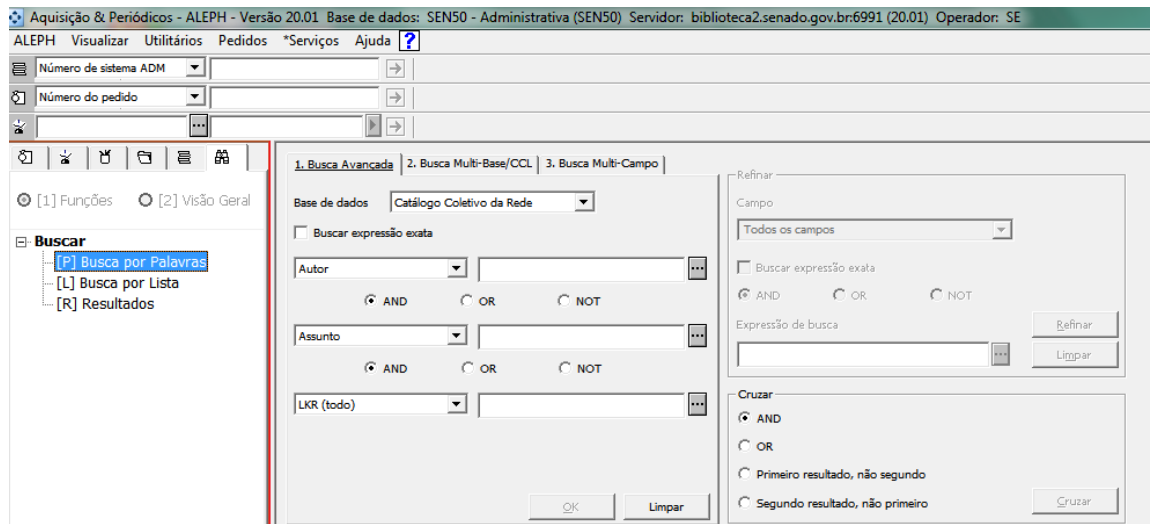 Aquisição & Periódicos - ALEPH - Versão 20.01 Base de dados: SEN50 - Administrativa (SEN50) Servidor: biblioteca2.senado.gov.br:6991 (20.01) Operador: SE
ALEPH Visualizar Utilitários Pedidos *Serviços Ajuda ?
Número de sistema ADM
Número do pedido
[1] Funções [2] Visão Geral
Buscar
[P] Busca por Palavras
[L] Busca por Lista
[R] Resultados
1. Busca Avançada 2. Busca Multi-Base/CCL 3. Busca Multi-Campo
Base de dados Catálogo Coletivo da Rede
Buscar expressão exata
Autor ...
AND OR NOT
Assunto ...
AND OR NOT
LKR (todo) ...
OK Limpar
Refinar
Campo
Todos os campos
Buscar expressão exata
AND OR NOT
Expressão de busca Refinar
... Limpar
Cruzar
AND
OR
Primeiro resultado, não segundo
Segundo resultado, não primeiro Cruzar